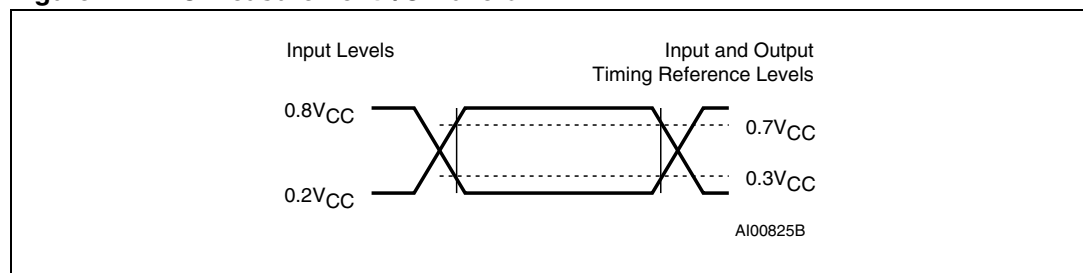 Input Levels
Input and Output
Timing Reference Levels
0.8VCC
0.7VCC
0.3VCC
0.2VCC
AI00825B